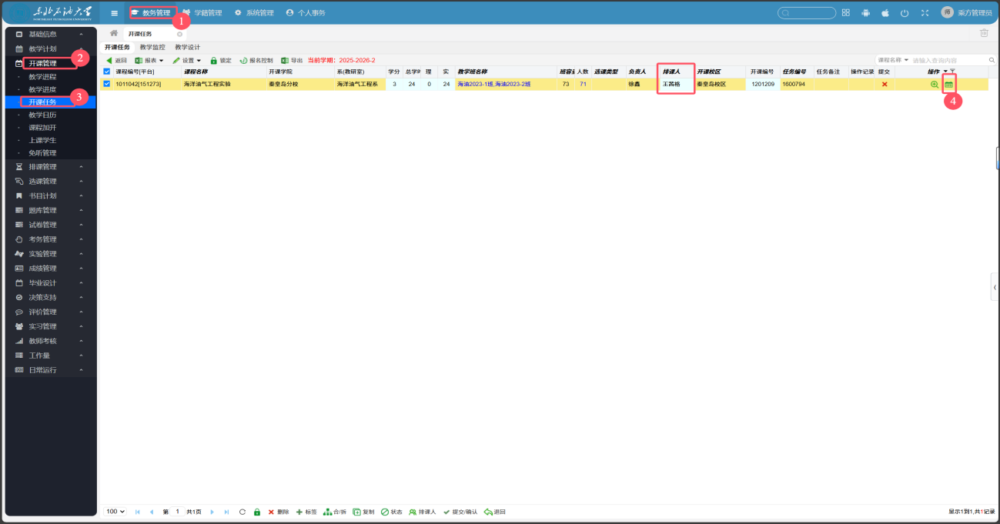 东北石油大学 教务管理 学籍管理 系统管理 个人事务 乘方管理员
NORTHEAST PETROLEUM UNIVERSITY
1
基础信息 开课任务
教学计划 开课任务 教学监控 教学设计
2
开课管理 返回 报表 设置 锁定 报名控制 导出 当前学期：2025-2026-2 课程名称 请输入查询内容
课程编号[平台] 课程名称 开课学院 系(教研室) 学分 总学时 理 实 教学班名称 班容量 人数 选课类型 负责人 排课人 开课校区 开课编号 任务编号 任务备注 操作记录 提交 操作
教学进程
1011042[151273] 海洋油气工程实验 秦皇岛分校 海洋油气工程系 3 24 0 24 海油2023-1班,海油2023-2班 73 71 徐鑫 王茜格 秦皇岛校区 1201209 1600794
教学进度
3
4
开课任务
教学日历
课程加开
上课学生
免听管理
排课管理
选课管理
书目计划
题库管理
试卷管理
考务管理
实验管理
成绩管理
毕业设计
决策支持
评价管理
实习管理
教师考核
工作量
日常运行
100 第 1 共1页 删除 标签 合/拆 复制 状态 排课人 提交/确认 退回 显示1到1,共1记录